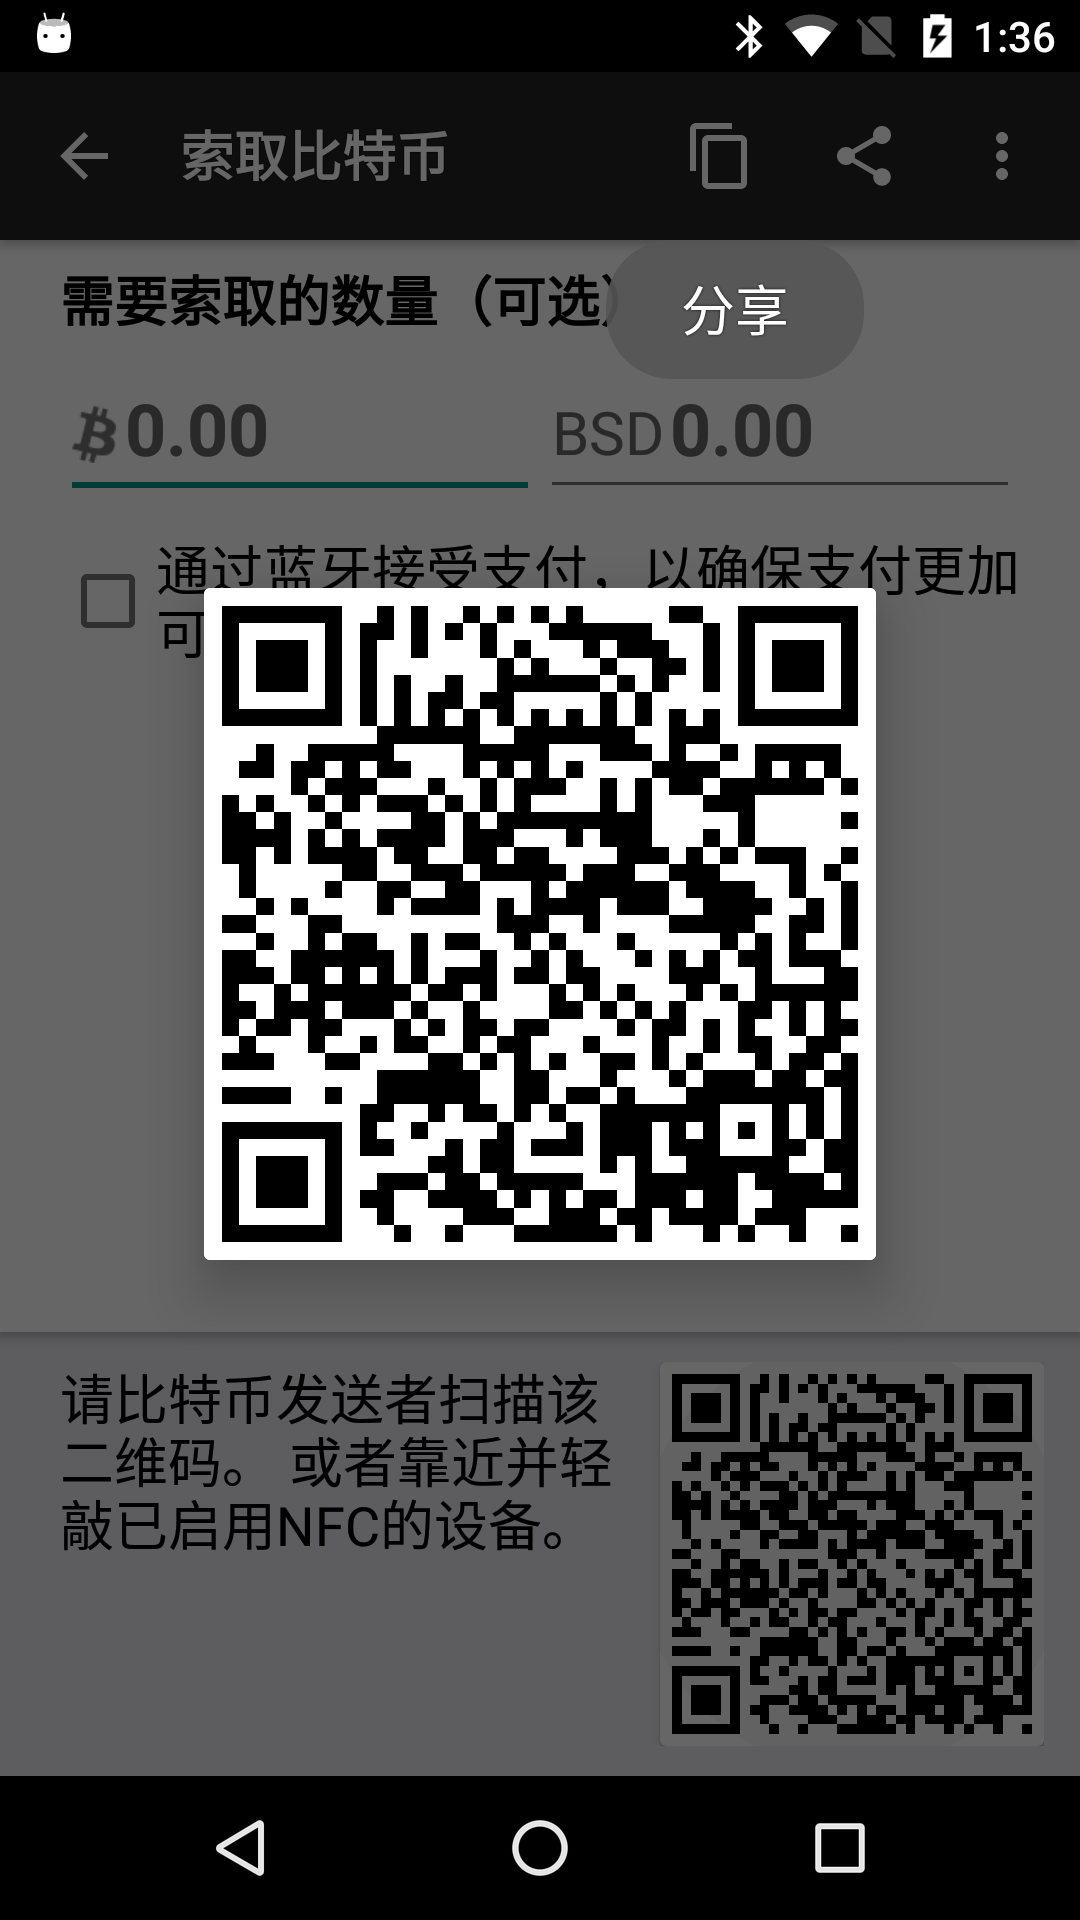 1:36
索取比特币
需要索取的数量（可选）
分享
0.00
BSD 0.00
通过蓝牙接受支付，以确保支付更加
可
请比特币发送者扫描该
二维码。 或者靠近并轻
敲已启用NFC的设备。